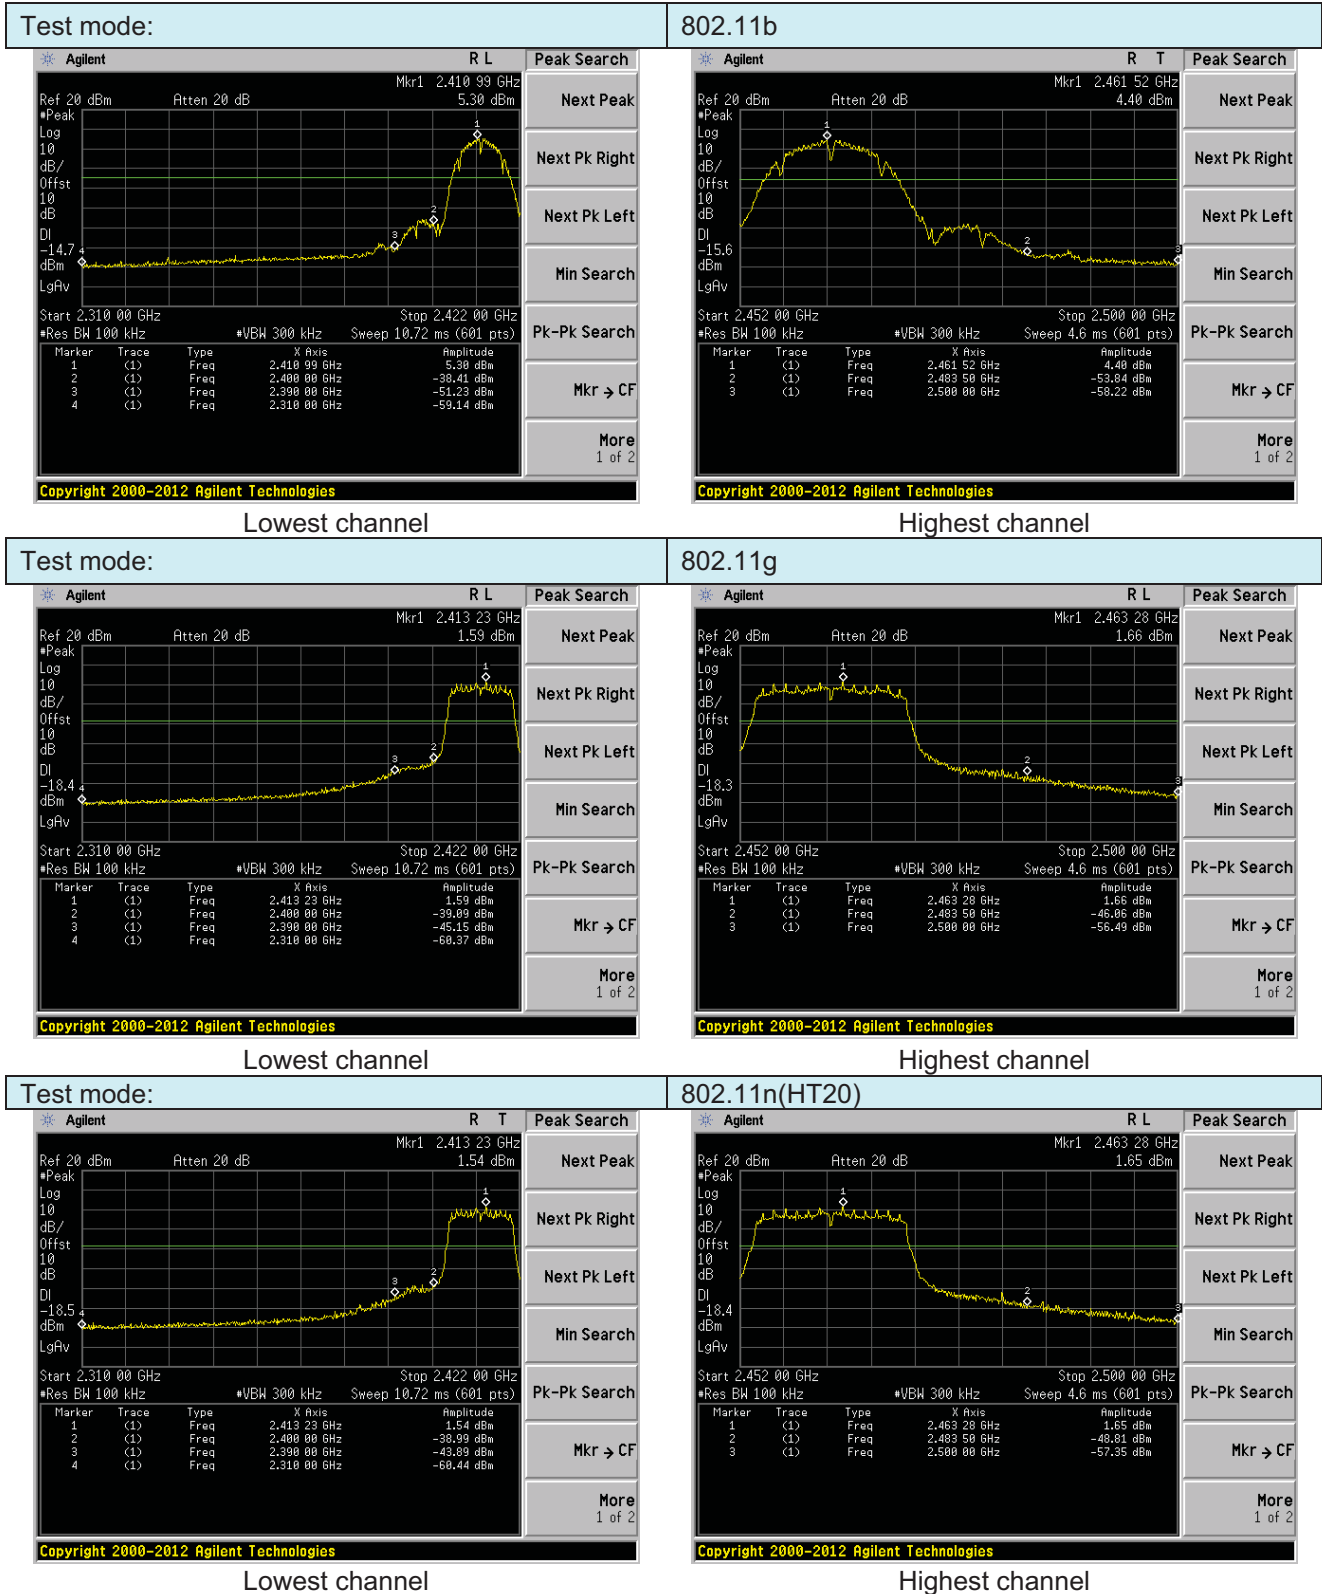 Test mode: 802.11b
Agilent R L Peak Search
Mkr1 2.410 99 GHz
Ref 20 dBm Atten 20 dB 5.30 dBm
#Peak
Log
10
dB/
Offst
10
dB
DI
-14.7
dBm
LgAv
1
2
3
4
Start 2.310 00 GHz Stop 2.422 00 GHz
#Res BW 100 kHz #VBW 300 kHz Sweep 10.72 ms (601 pts)
Marker Trace Type X Axis Amplitude
1 (1) Freq 2.410 99 GHz 5.30 dBm
2 (1) Freq 2.400 00 GHz -38.41 dBm
3 (1) Freq 2.390 00 GHz -51.23 dBm
4 (1) Freq 2.310 00 GHz -59.14 dBm
Next Peak
Next Pk Right
Next Pk Left
Min Search
Pk-Pk Search
Mkr → CF
More
1 of 2
Copyright 2000-2012 Agilent Technologies
Lowest channel
Agilent R T Peak Search
Mkr1 2.461 52 GHz
Ref 20 dBm Atten 20 dB 4.40 dBm
#Peak
Log
10
dB/
Offst
10
dB
DI
-15.6
dBm
LgAv
1
2
3
Start 2.452 00 GHz Stop 2.500 00 GHz
#Res BW 100 kHz #VBW 300 kHz Sweep 4.6 ms (601 pts)
Marker Trace Type X Axis Amplitude
1 (1) Freq 2.461 52 GHz 4.40 dBm
2 (1) Freq 2.483 50 GHz -53.84 dBm
3 (1) Freq 2.500 00 GHz -58.22 dBm
Next Peak
Next Pk Right
Next Pk Left
Min Search
Pk-Pk Search
Mkr → CF
More
1 of 2
Copyright 2000-2012 Agilent Technologies
Highest channel
Test mode: 802.11g
Agilent R L Peak Search
Mkr1 2.413 23 GHz
Ref 20 dBm Atten 20 dB 1.59 dBm
#Peak
Log
10
dB/
Offst
10
dB
DI
-18.4
dBm
LgAv
1
2
3
4
Start 2.310 00 GHz Stop 2.422 00 GHz
#Res BW 100 kHz #VBW 300 kHz Sweep 10.72 ms (601 pts)
Marker Trace Type X Axis Amplitude
1 (1) Freq 2.413 23 GHz 1.59 dBm
2 (1) Freq 2.400 00 GHz -39.09 dBm
3 (1) Freq 2.390 00 GHz -45.15 dBm
4 (1) Freq 2.310 00 GHz -60.37 dBm
Next Peak
Next Pk Right
Next Pk Left
Min Search
Pk-Pk Search
Mkr → CF
More
1 of 2
Copyright 2000-2012 Agilent Technologies
Lowest channel
Agilent R L Peak Search
Mkr1 2.463 28 GHz
Ref 20 dBm Atten 20 dB 1.66 dBm
#Peak
Log
10
dB/
Offst
10
dB
DI
-18.3
dBm
LgAv
1
2
3
Start 2.452 00 GHz Stop 2.500 00 GHz
#Res BW 100 kHz #VBW 300 kHz Sweep 4.6 ms (601 pts)
Marker Trace Type X Axis Amplitude
1 (1) Freq 2.463 28 GHz 1.66 dBm
2 (1) Freq 2.483 50 GHz -46.06 dBm
3 (1) Freq 2.500 00 GHz -56.49 dBm
Next Peak
Next Pk Right
Next Pk Left
Min Search
Pk-Pk Search
Mkr → CF
More
1 of 2
Copyright 2000-2012 Agilent Technologies
Highest channel
Test mode: 802.11n(HT20)
Agilent R T Peak Search
Mkr1 2.413 23 GHz
Ref 20 dBm Atten 20 dB 1.54 dBm
#Peak
Log
10
dB/
Offst
10
dB
DI
-18.5
dBm
LgAv
1
2
3
4
Start 2.310 00 GHz Stop 2.422 00 GHz
#Res BW 100 kHz #VBW 300 kHz Sweep 10.72 ms (601 pts)
Marker Trace Type X Axis Amplitude
1 (1) Freq 2.413 23 GHz 1.54 dBm
2 (1) Freq 2.400 00 GHz -38.99 dBm
3 (1) Freq 2.390 00 GHz -43.89 dBm
4 (1) Freq 2.310 00 GHz -60.44 dBm
Next Peak
Next Pk Right
Next Pk Left
Min Search
Pk-Pk Search
Mkr → CF
More
1 of 2
Copyright 2000-2012 Agilent Technologies
Lowest channel
Agilent R L Peak Search
Mkr1 2.463 28 GHz
Ref 20 dBm Atten 20 dB 1.65 dBm
#Peak
Log
10
dB/
Offst
10
dB
DI
-18.4
dBm
LgAv
1
2
3
Start 2.452 00 GHz Stop 2.500 00 GHz
#Res BW 100 kHz #VBW 300 kHz Sweep 4.6 ms (601 pts)
Marker Trace Type X Axis Amplitude
1 (1) Freq 2.463 28 GHz 1.65 dBm
2 (1) Freq 2.483 50 GHz -48.81 dBm
3 (1) Freq 2.500 00 GHz -57.35 dBm
Next Peak
Next Pk Right
Next Pk Left
Min Search
Pk-Pk Search
Mkr → CF
More
1 of 2
Copyright 2000-2012 Agilent Technologies
Highest channel